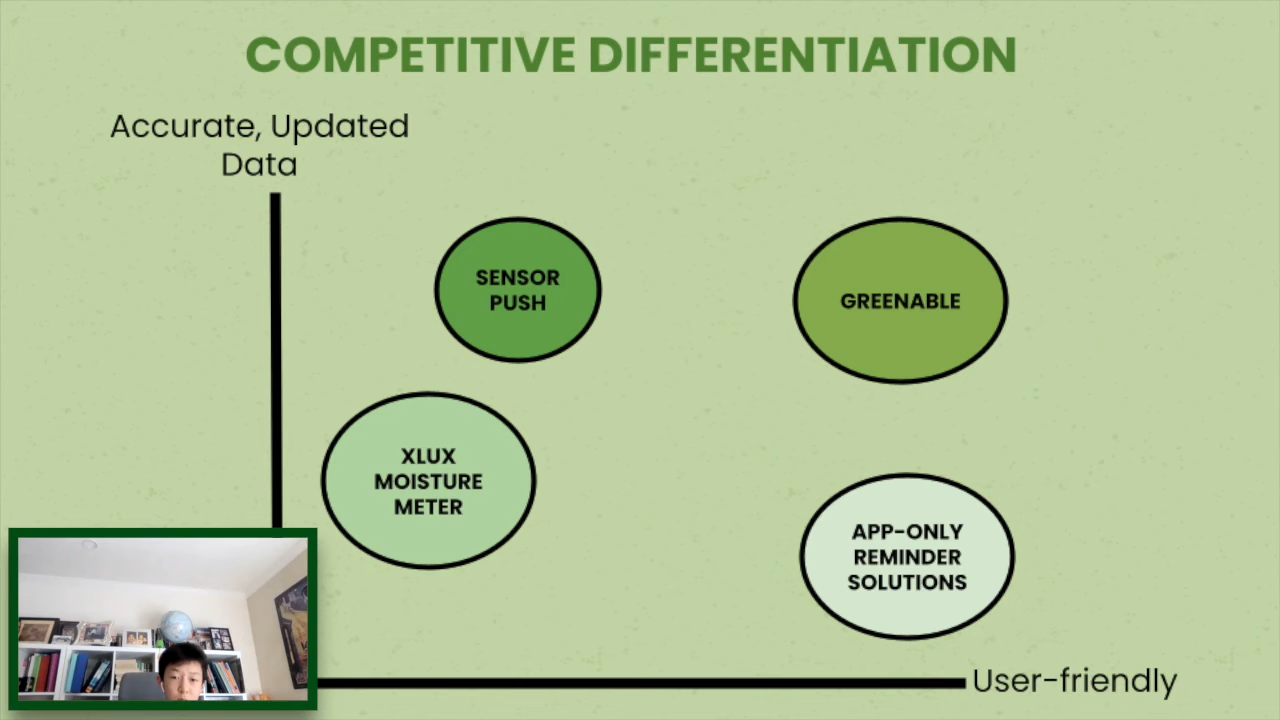 COMPETITIVE DIFFERENTIATION
Accurate, Updated
Data
SENSOR
PUSH
GREENABLE
XLUX
MOISTURE
METER
APP-ONLY
REMINDER
SOLUTIONS
User-friendly